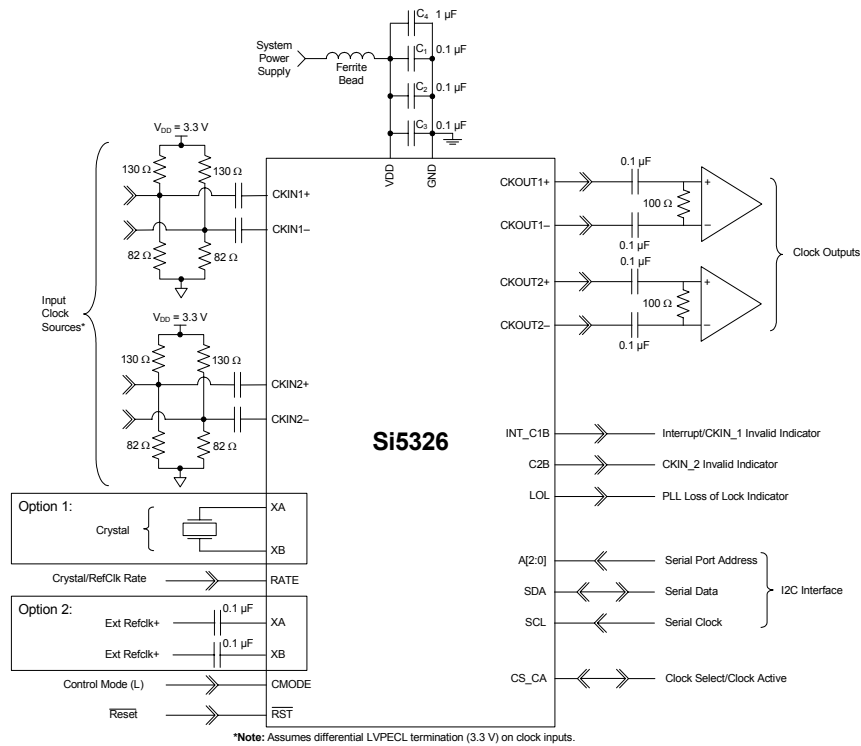 C4 1 µF
System
Power
Supply
Ferrite
Bead
C1 0.1 µF
C2 0.1 µF
C3 0.1 µF
VDD = 3.3 V
130 Ω 130 Ω
82 Ω 82 Ω
CKIN1+
CKIN1–
VDD
GND
Input
Clock
Sources*
VDD = 3.3 V
130 Ω 130 Ω
82 Ω 82 Ω
CKIN2+
CKIN2–
Si5326
CKOUT1+
CKOUT1–
0.1 µF
100 Ω
+
–
0.1 µF
CKOUT2+
CKOUT2–
0.1 µF
100 Ω
+
–
0.1 µF
Clock Outputs
INT_C1B Interrupt/CKIN_1 Invalid Indicator
C2B CKIN_2 Invalid Indicator
LOL PLL Loss of Lock Indicator
Option 1:
Crystal
XA
XB
Crystal/RefClk Rate RATE
Option 2:
Ext Refclk+ 0.1 µF XA
Ext Refclk+ 0.1 µF XB
Control Mode (L) CMODE
Reset RST
A[2:0] Serial Port Address
SDA Serial Data
SCL Serial Clock
I2C Interface
CS_CA Clock Select/Clock Active
*Note: Assumes differential LVPECL termination (3.3 V) on clock inputs.